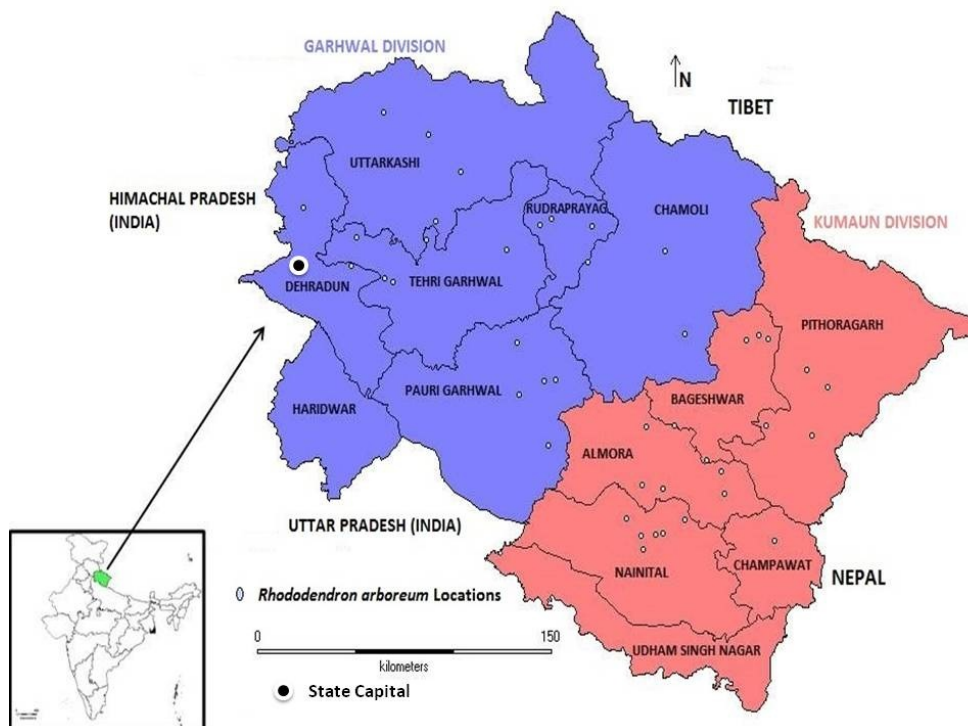 GARHWAL DIVISION
N
TIBET
UTTARKASHI
HIMACHAL PRADESH
(INDIA)
RUDRAPRAYAG
CHAMOLI
KUMAUN DIVISION
DEHRADUN
TEHRI GARHWAL
PITHORAGARH
PAURI GARHWAL
BAGESHWAR
HARIDWAR
ALMORA
UTTAR PRADESH (INDIA)
CHAMPAWAT
NEPAL
NAINITAL
Rhododendron arboreum Locations
0 150
UDHAM SINGH NAGAR
kilometers
State Capital